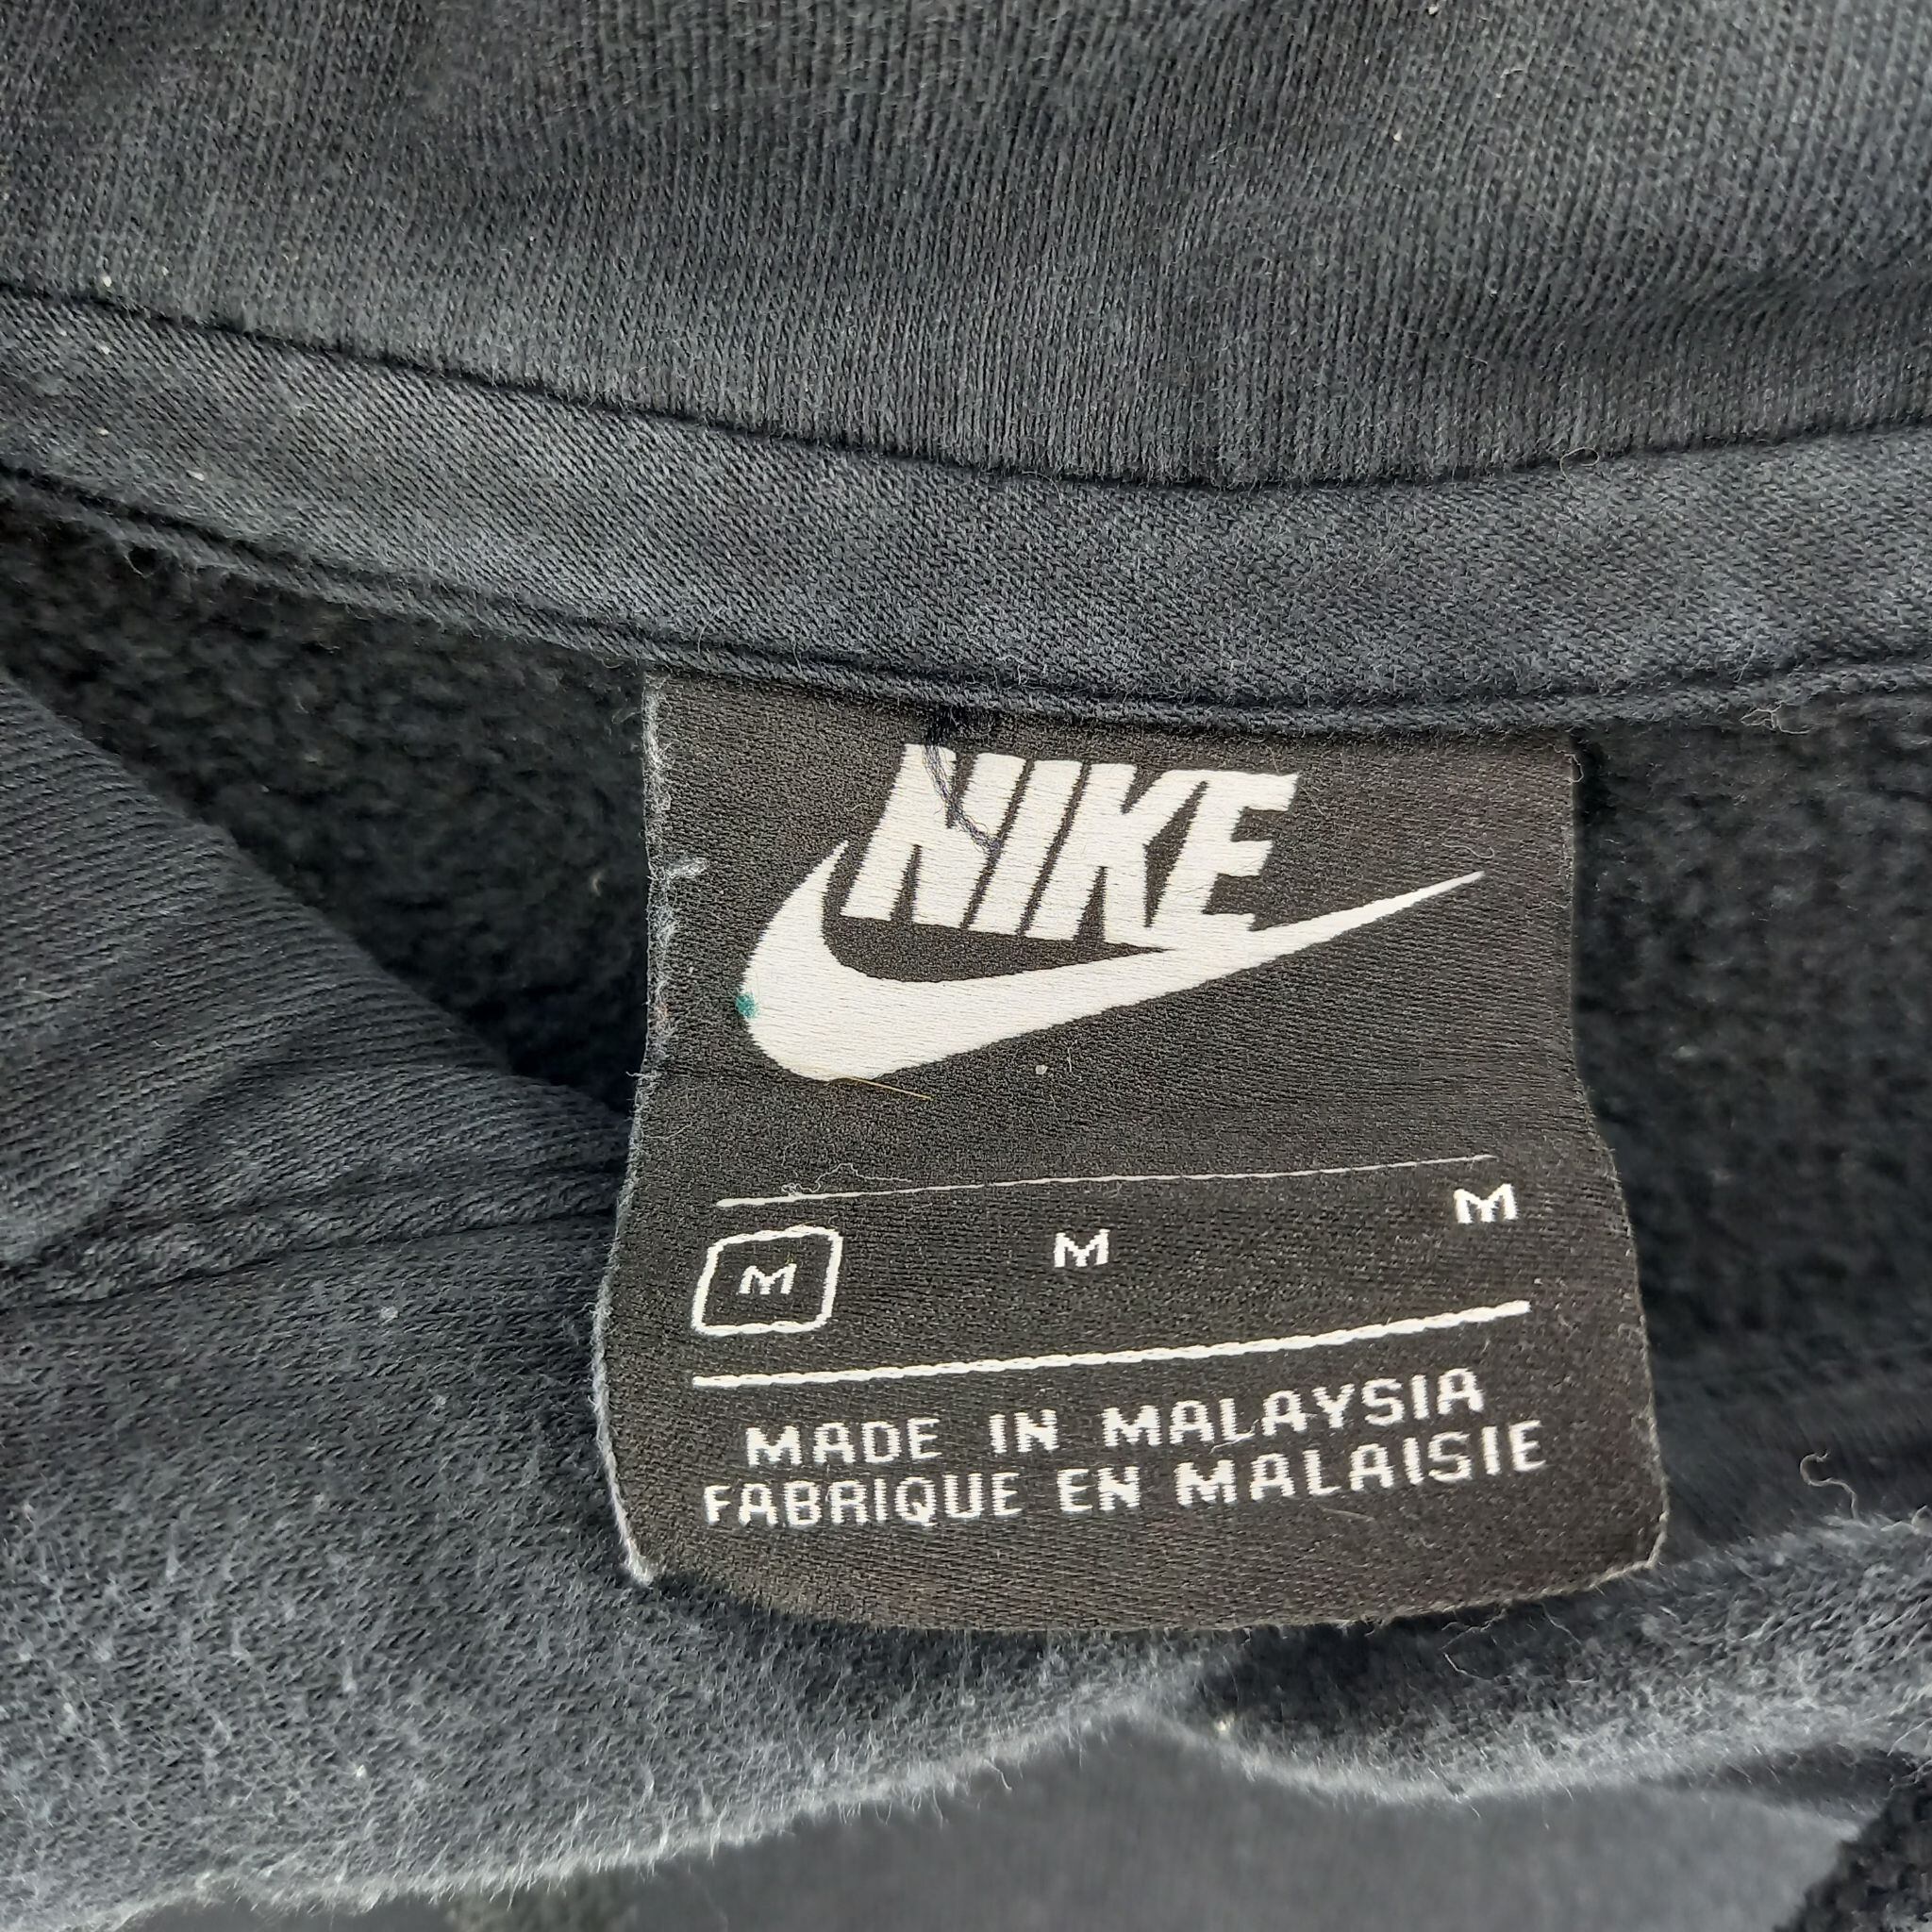 NIKE
M M M
MADE IN MALAYSIA
FABRIQUE EN MALAISIE